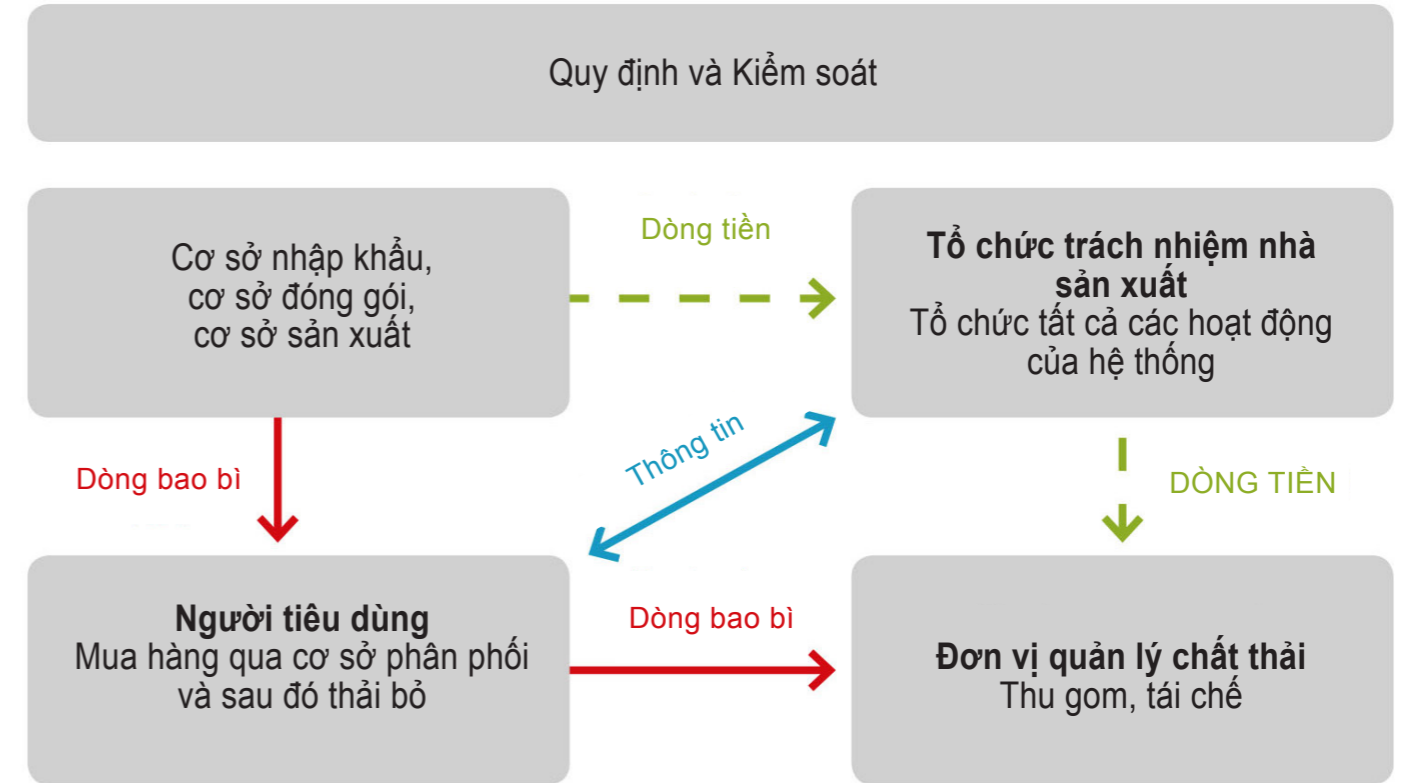 Quy định và Kiểm soát
Cơ sở nhập khẩu,
cơ sở đóng gói,
cơ sở sản xuất
Dòng tiền
Tổ chức trách nhiệm nhà
sản xuất
Tổ chức tất cả các hoạt động
của hệ thống
Dòng bao bì
Thông tin
DÒNG TIỀN
Người tiêu dùng
Mua hàng qua cơ sở phân phối
và sau đó thải bỏ
Dòng bao bì
Đơn vị quản lý chất thải
Thu gom, tái chế